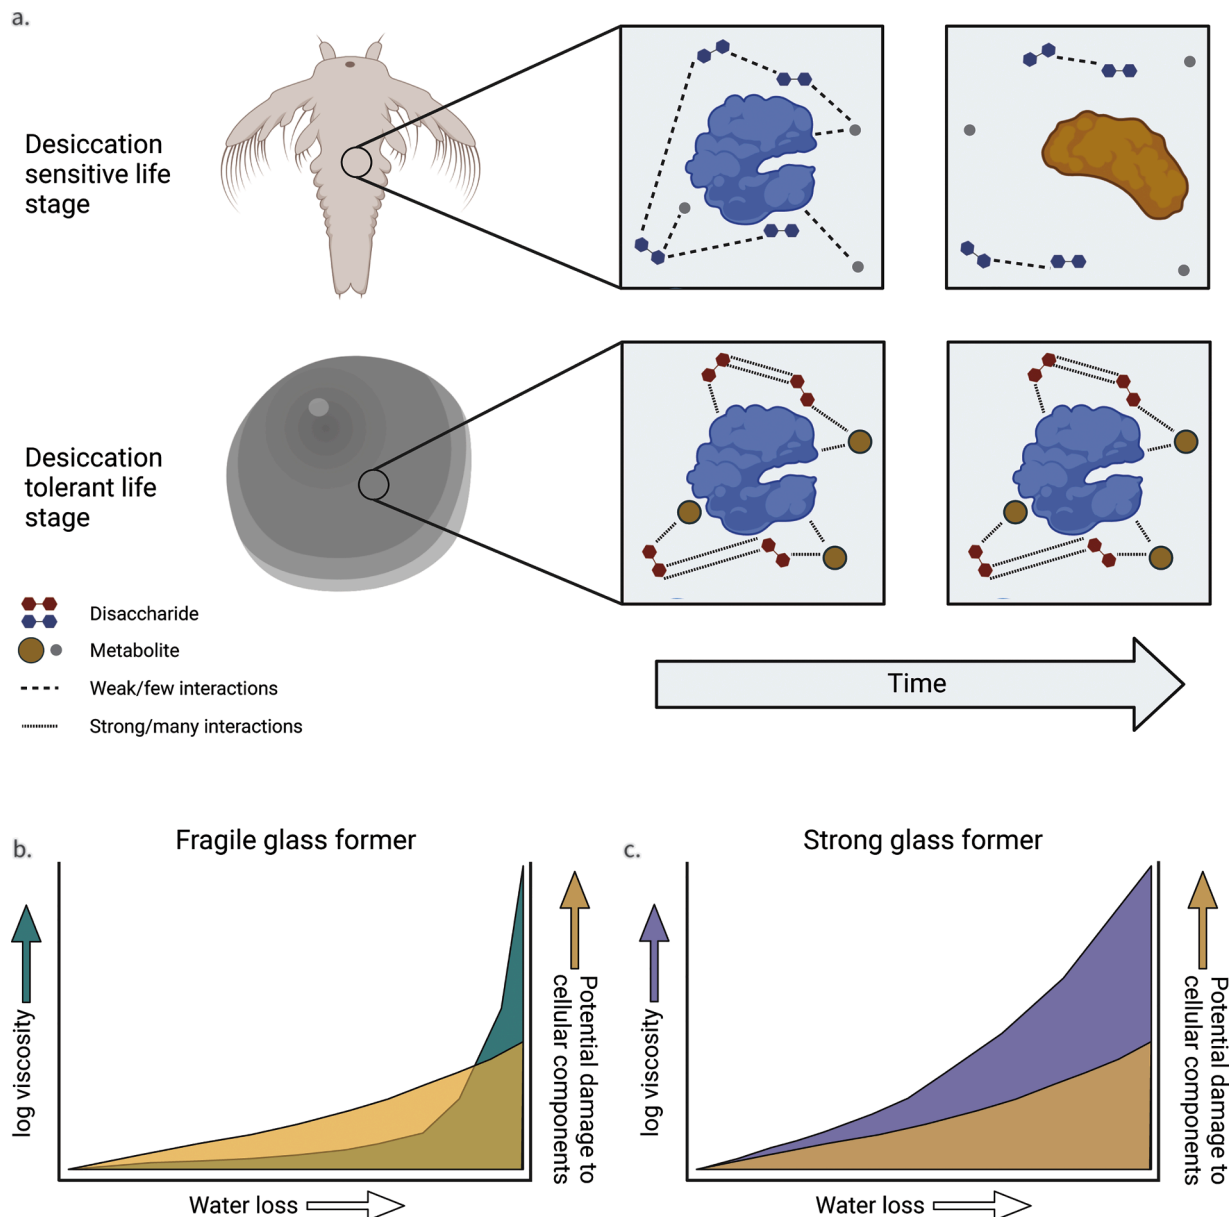 a.
Desiccation
sensitive life
stage
Desiccation
tolerant life
stage
Disaccharide
Metabolite
Weak/few interactions
Strong/many interactions
Time
b.
Fragile glass former
log viscosity
Potential damage to
cellular components
Water loss
c.
Strong glass former
log viscosity
Potential damage to
cellular components
Water loss